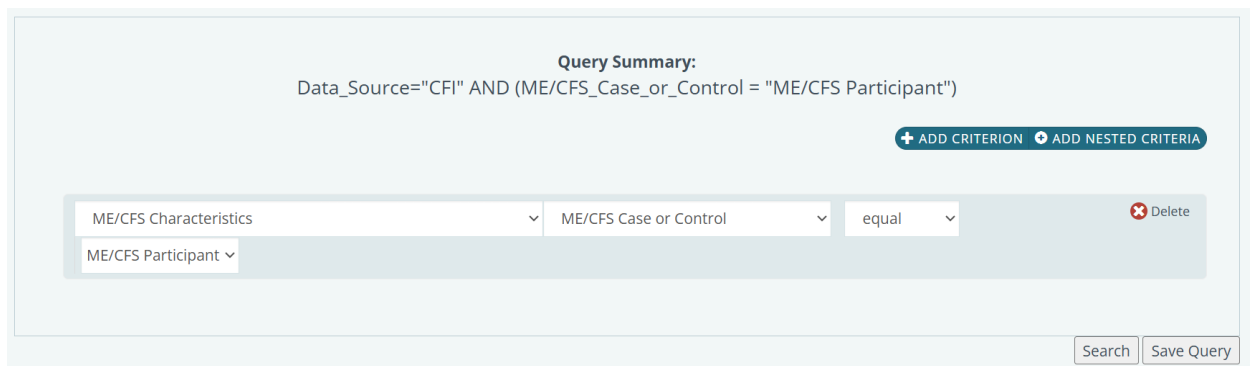 Query Summary:
Data_Source="CFI" AND (ME/CFS_Case_or_Control = "ME/CFS Participant")
ADD CRITERION ADD NESTED CRITERIA
ME/CFS Characteristics ME/CFS Case or Control equal Delete
ME/CFS Participant
Search Save Query